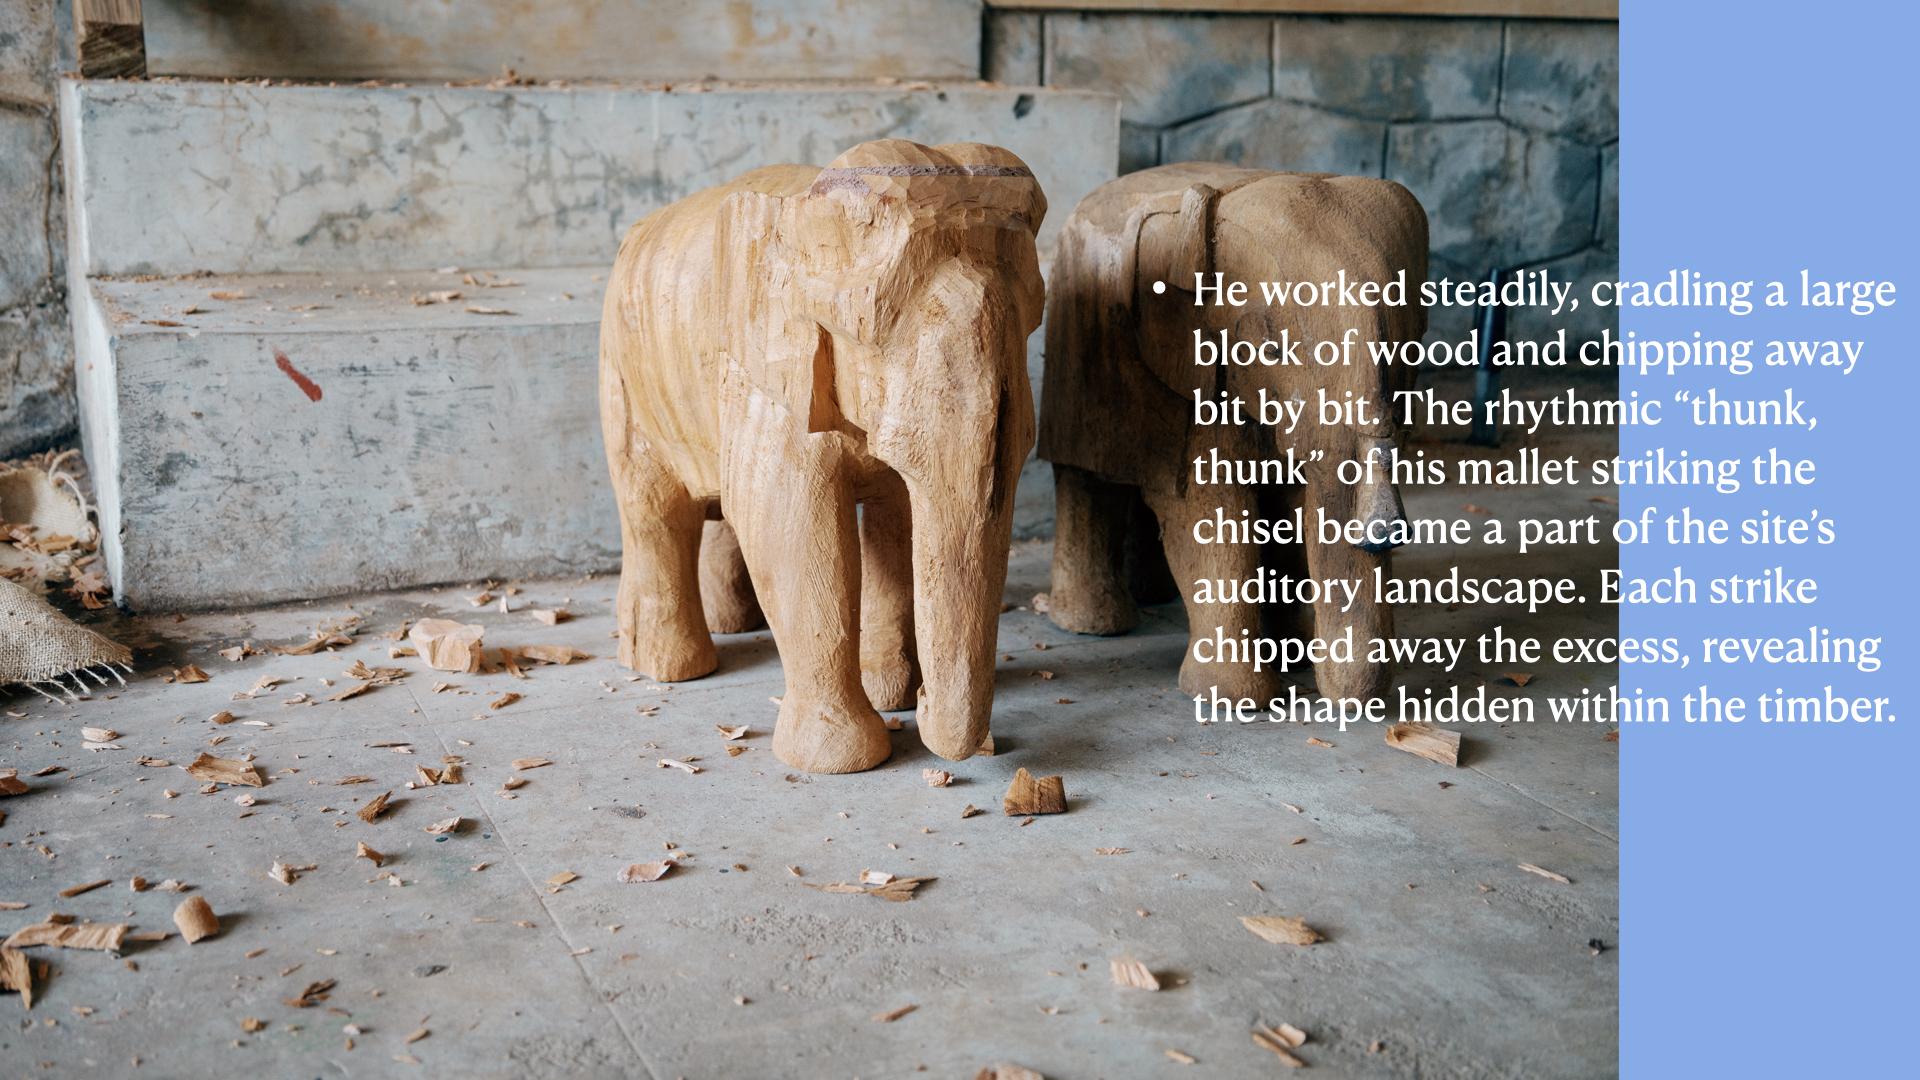 • He worked steadily, cradling a large
block of wood and chipping away
bit by bit. The rhythmic “thunk,
thunk” of his mallet striking the
chisel became a part of the site’s
auditory landscape. Each strike
chipped away the excess, revealing
the shape hidden within the timber.